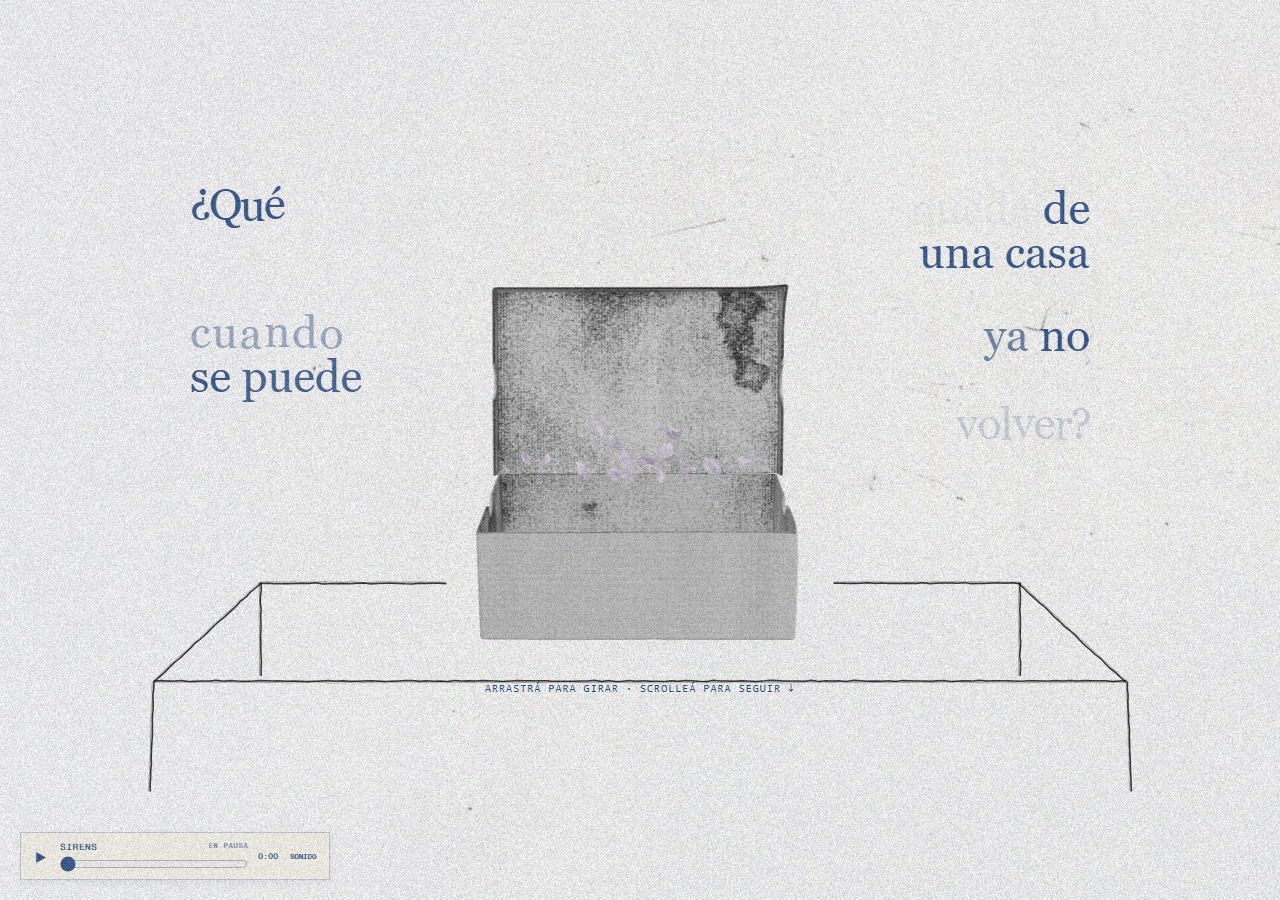 ¿Qué
cuando
se puede
de
una casa
ya no
volver?
ARRASTRÁ PARA GIRAR · SCROLLEÁ PARA SEGUIR ↓
SIRENS
EN PAUSA
0:00
SONIDO